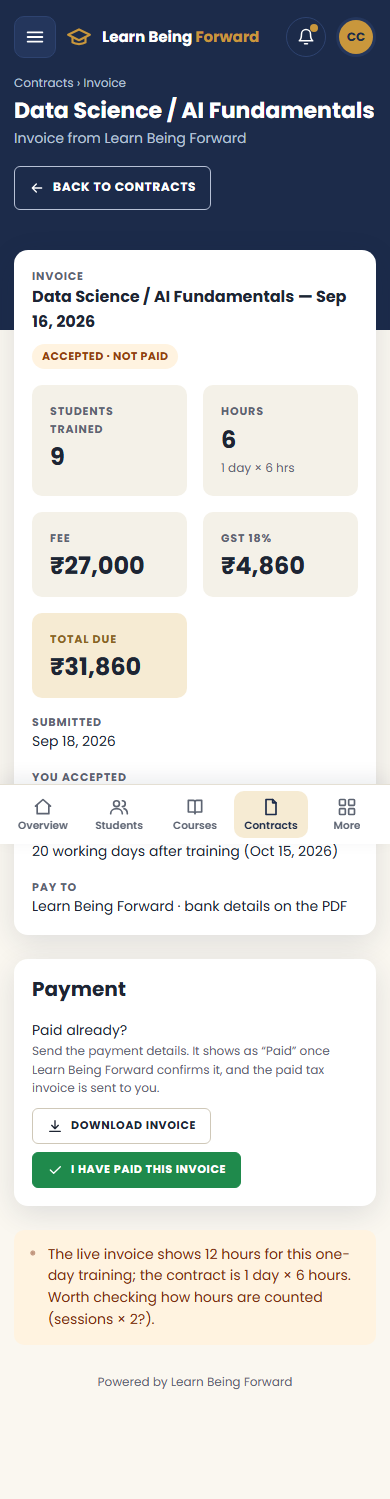 Learn Being Forward
CC
Contracts › Invoice
Data Science / AI Fundamentals
Invoice from Learn Being Forward
BACK TO CONTRACTS
INVOICE
Data Science / AI Fundamentals — Sep
16, 2026
ACCEPTED · NOT PAID
STUDENTS
TRAINED
9
HOURS
6
1 day × 6 hrs
FEE
₹27,000
GST 18%
₹4,860
TOTAL DUE
₹31,860
SUBMITTED
Sep 18, 2026
YOU ACCEPTED
Overview
Students
Courses
Contracts
More
20 working days after training (Oct 15, 2026)
PAY TO
Learn Being Forward · bank details on the PDF
Payment
Paid already?
Send the payment details. It shows as “Paid” once
Learn Being Forward confirms it, and the paid tax
invoice is sent to you.
DOWNLOAD INVOICE
I HAVE PAID THIS INVOICE
The live invoice shows 12 hours for this one-
day training; the contract is 1 day × 6 hours.
Worth checking how hours are counted
(sessions × 2?).
Powered by Learn Being Forward